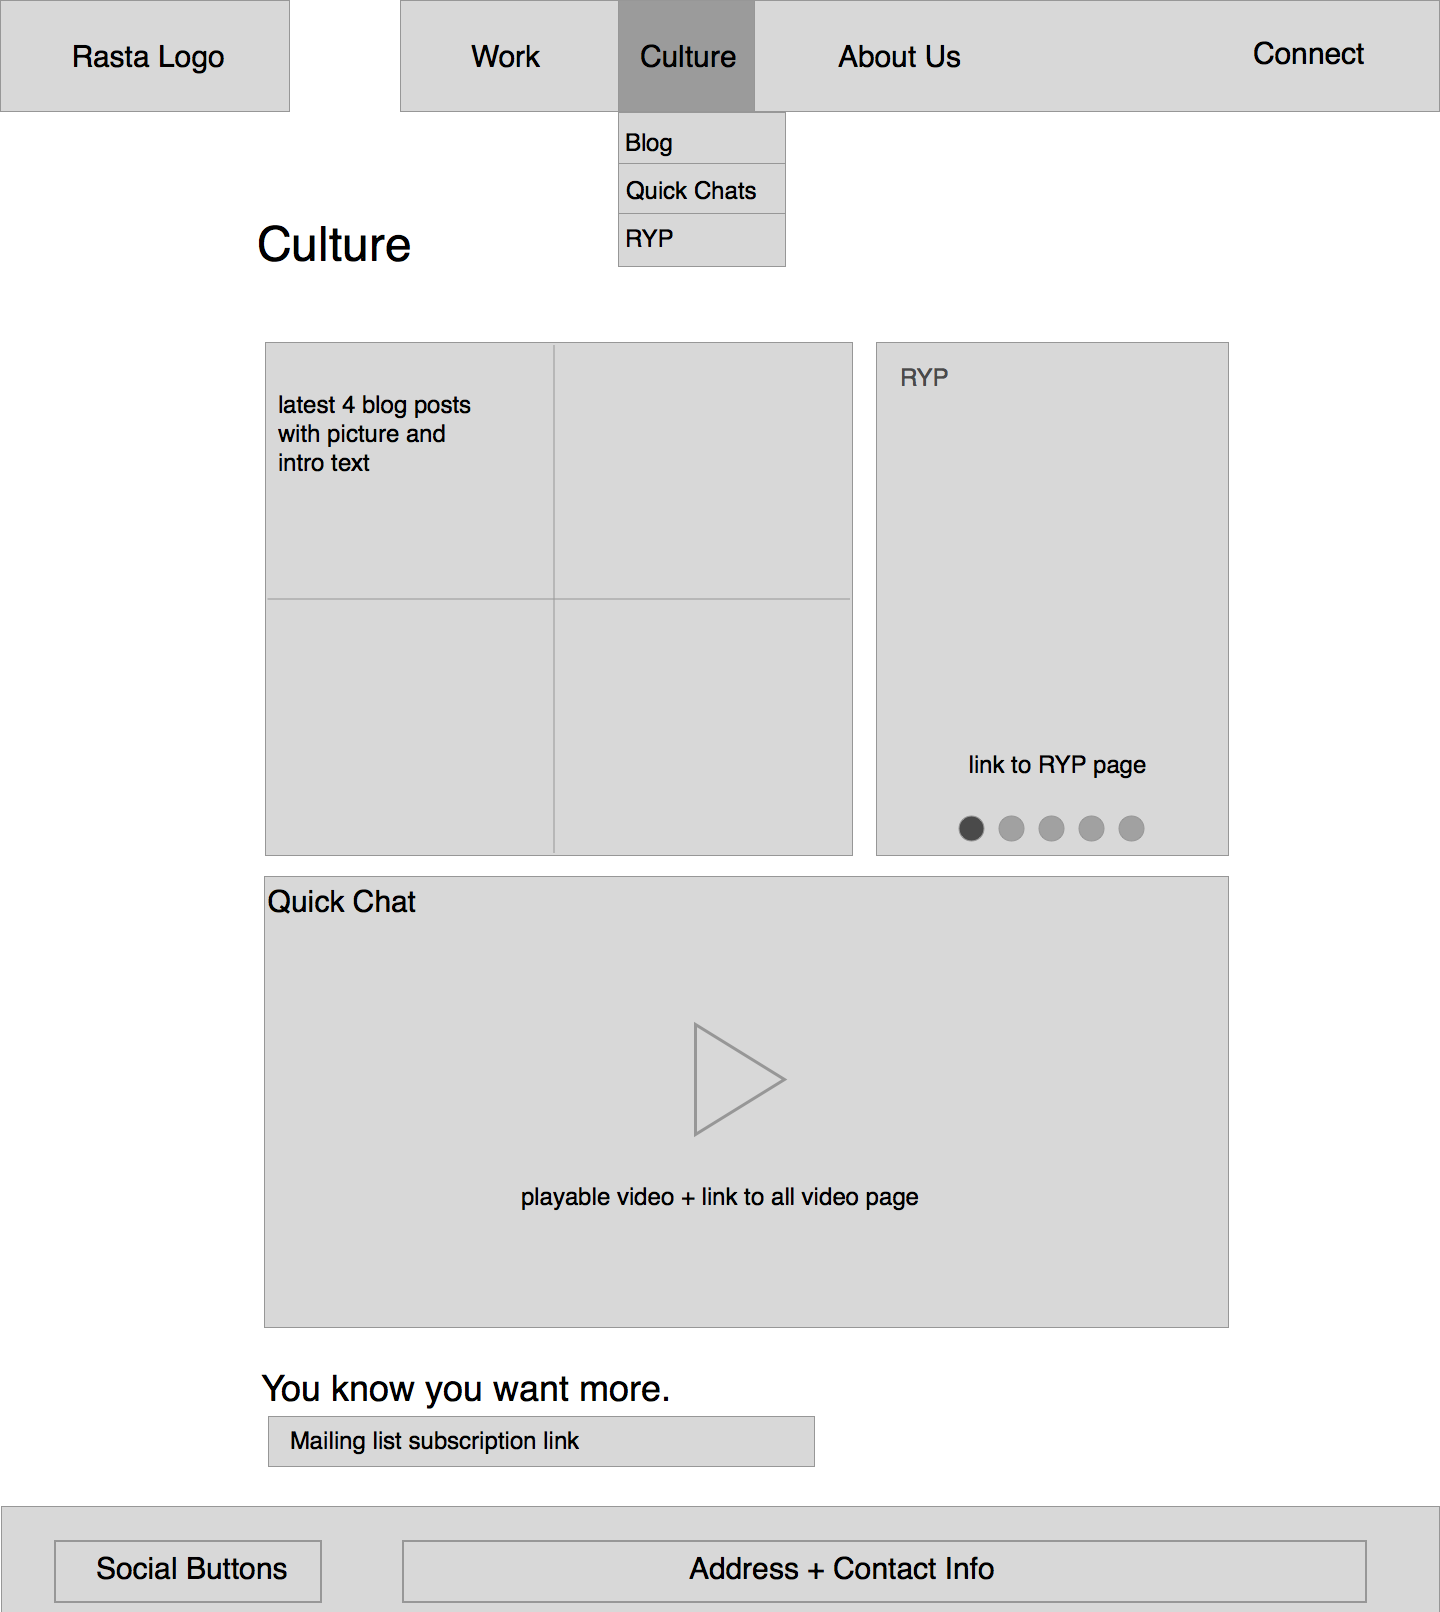 Rasta Logo
Work
Culture
About Us
Connect
Blog
Quick Chats
RYP
Culture
latest 4 blog posts
with picture and
intro text
RYP
link to RYP page
Quick Chat
playable video + link to all video page
You know you want more.
Mailing list subscription link
Social Buttons
Address + Contact Info